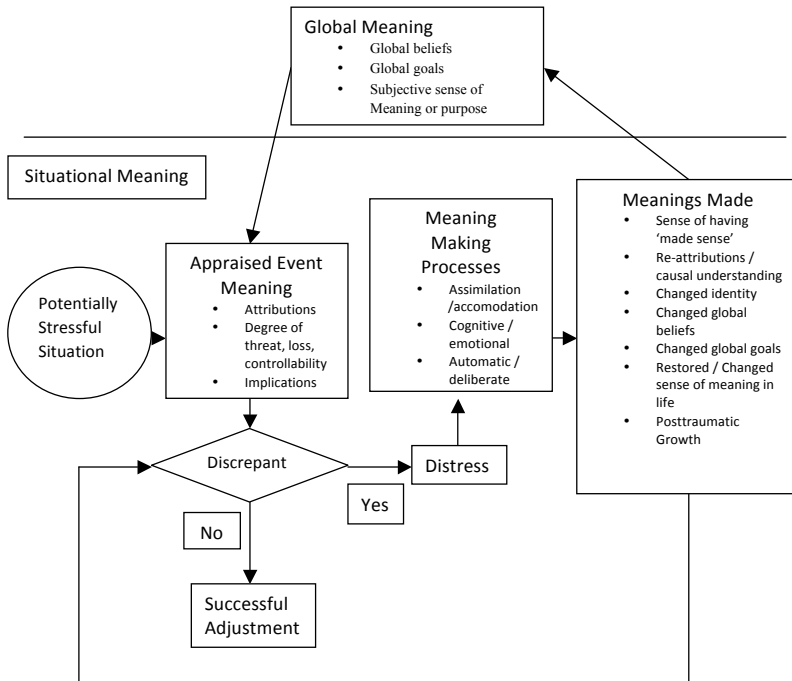 Global Meaning
• Global beliefs
• Global goals
• Subjective sense of
Meaning or purpose
Situational Meaning
Potentially
Stressful
Situation
Appraised Event
Meaning
• Attributions
• Degree of
threat, loss,
controllability
• Implications
Meaning
Making
Processes
• Assimilation
/accomodation
• Cognitive /
emotional
• Automatic /
deliberate
Meanings Made
• Sense of having
‘made sense’
• Re-attributions /
causal understanding
• Changed identity
• Changed global
beliefs
• Changed global goals
• Restored / Changed
sense of meaning in
life
• Posttraumatic
Growth
Discrepant
Distress
Yes
No
Successful
Adjustment